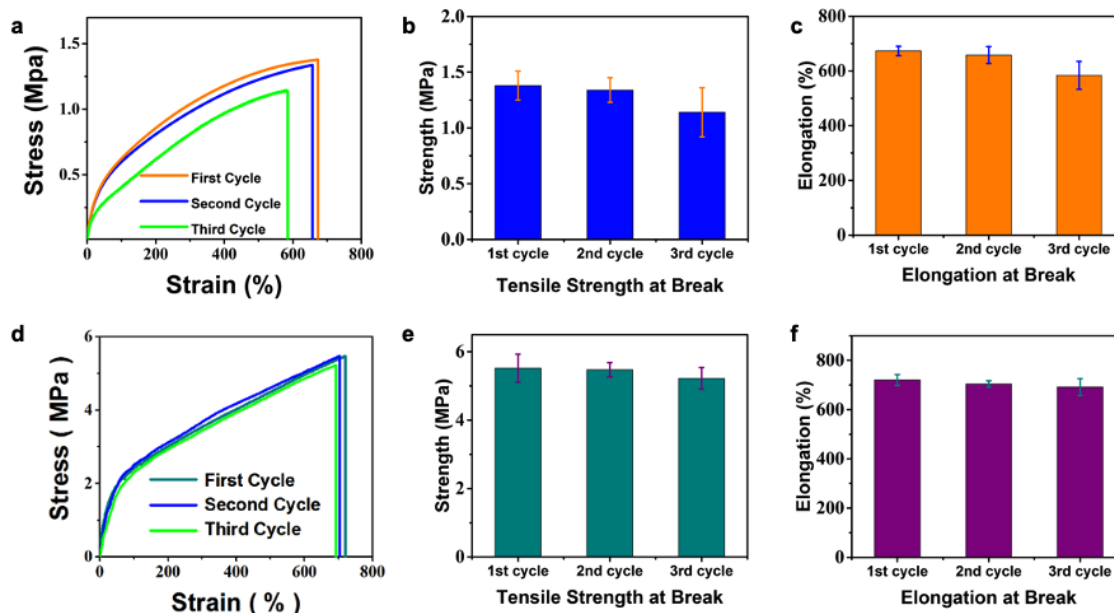 a
Stress (Mpa)
1.5
1.0
0.5
First Cycle
Second Cycle
Third Cycle
0 200 400 600 800
Strain (%)
b
Strength (MPa)
2.0
1.5
1.0
0.5
0.0
1st cycle 2nd cycle 3rd cycle
Tensile Strength at Break
c
Elongation (%)
800
600
400
200
0
1st cycle 2nd cycle 3rd cycle
Elongation at Break
d
Stress ( MPa)
6
4
2
0
First Cycle
Second Cycle
Third Cycle
0 200 400 600 800
Strain ( % )
e
Strength (MPa)
6
4
2
0
1st cycle 2nd cycle 3rd cycle
Tensile Strength at Break
f
Elongation (%)
800
600
400
200
0
1st cycle 2nd cycle 3rd cycle
Elongation at Break